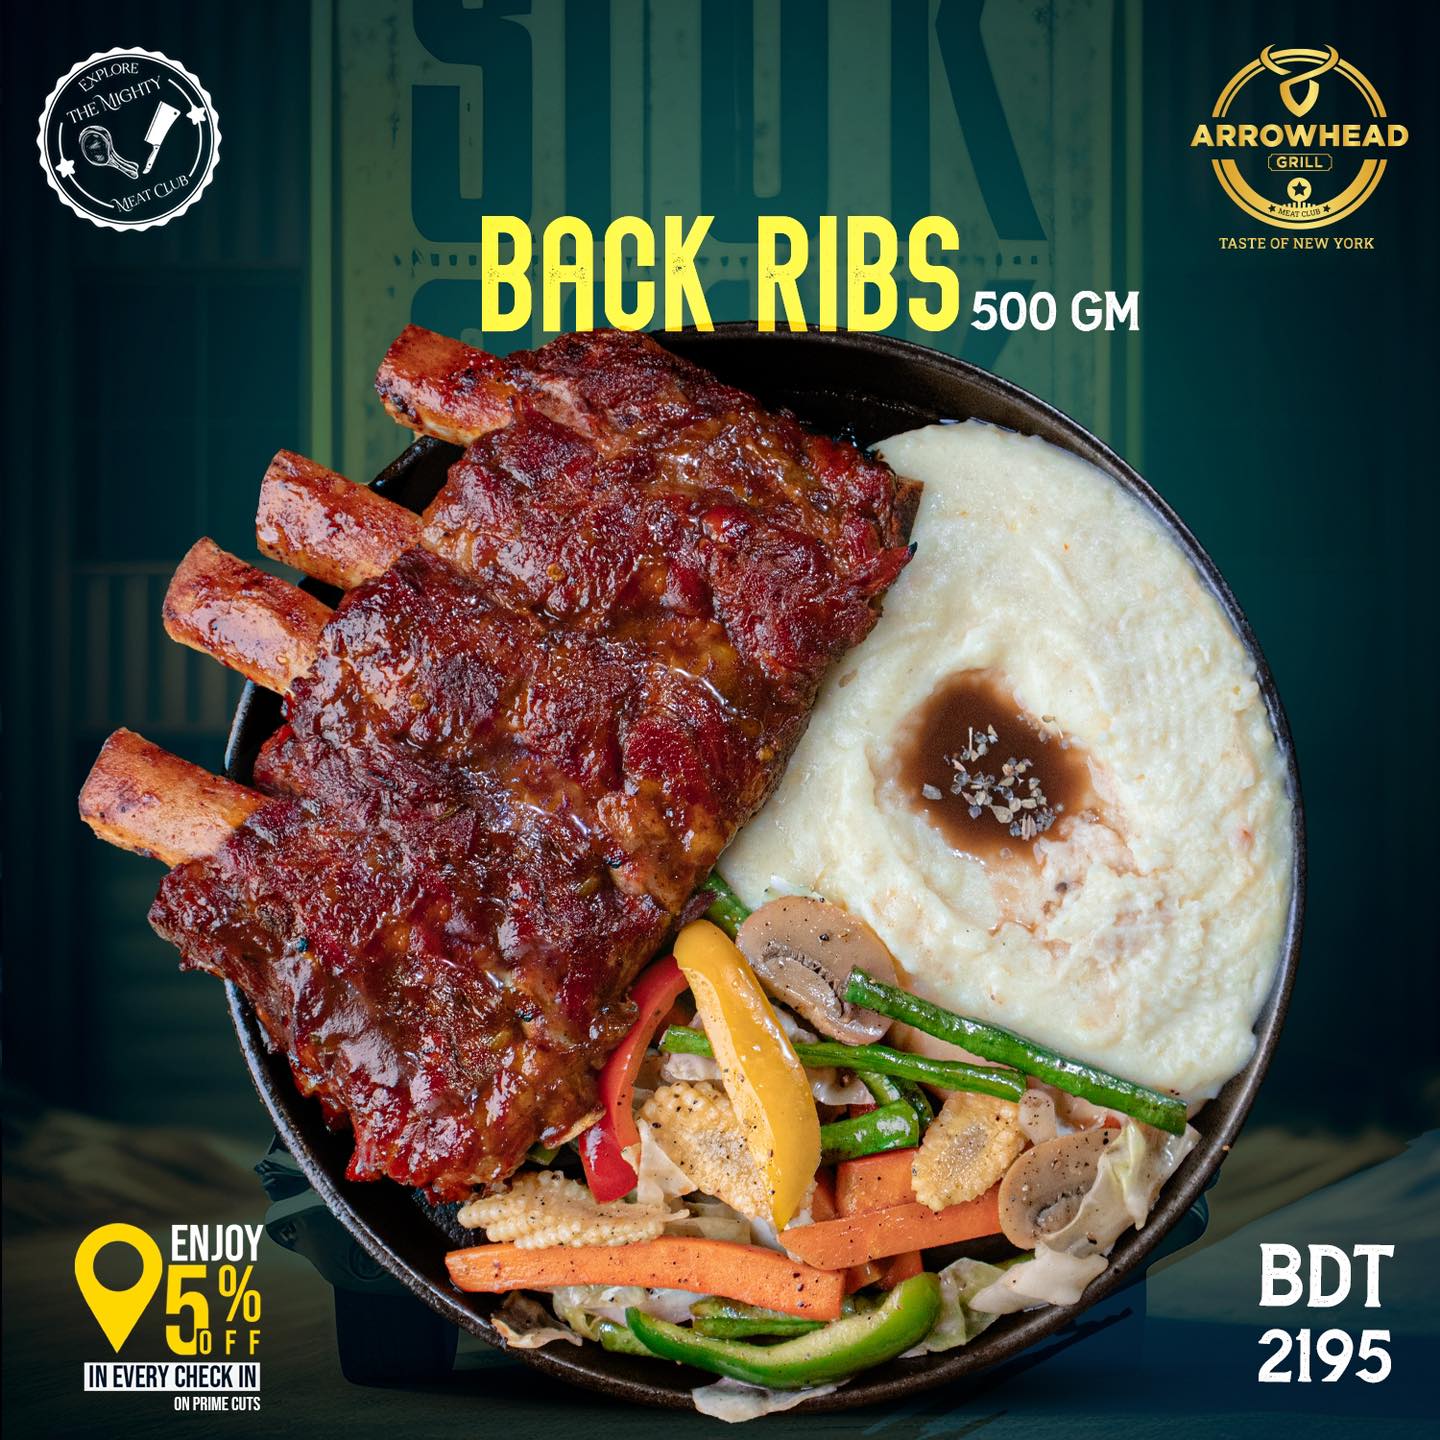 EXPLORE
THE MIGHTY
MEAT CLUB
ARROWHEAD
GRILL
MEAT CLUB
TASTE OF NEW YORK
BACK RIBS
500 GM
ENJOY
5%
OFF
IN EVERY CHECK IN
ON PRIME CUTS
BDT
2195